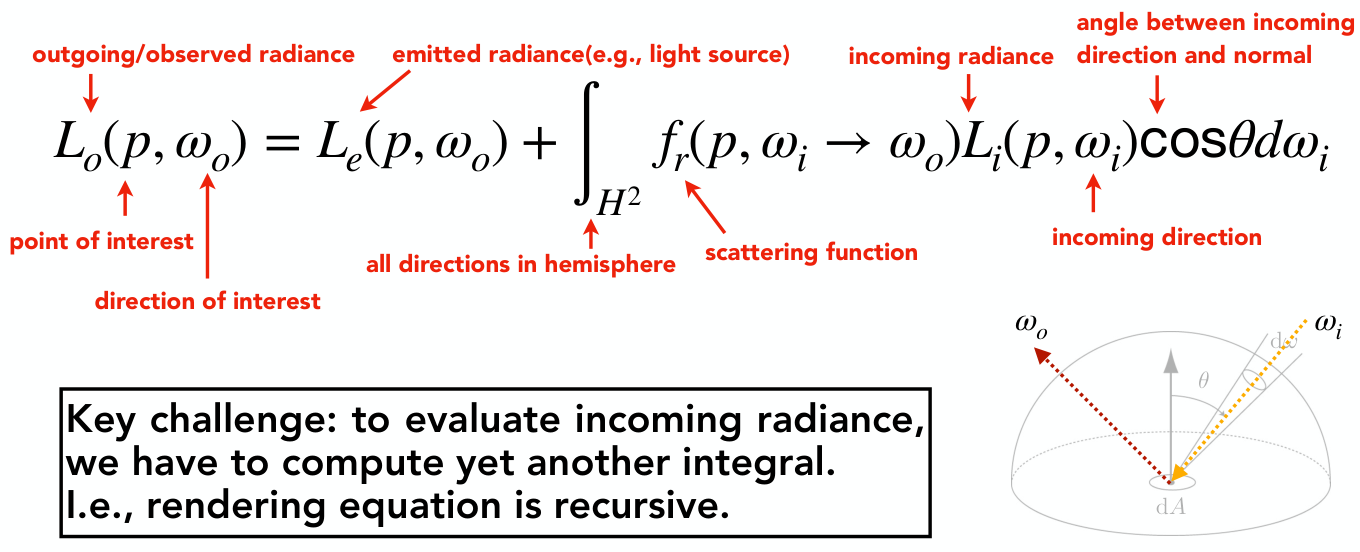 outgoing/observed radiance
emitted radiance(e.g., light source)
incoming radiance
angle between incoming
direction and normal
L_o(p, ω_o) = L_e(p, ω_o) + ∫_{H²} f_r(p, ω_i → ω_o)L_i(p, ω_i)cosθdω_i
point of interest
direction of interest
all directions in hemisphere
scattering function
incoming direction
ω_o
ω_i
dω
θ
dA
Key challenge: to evaluate incoming radiance,
we have to compute yet another integral.
I.e., rendering equation is recursive.